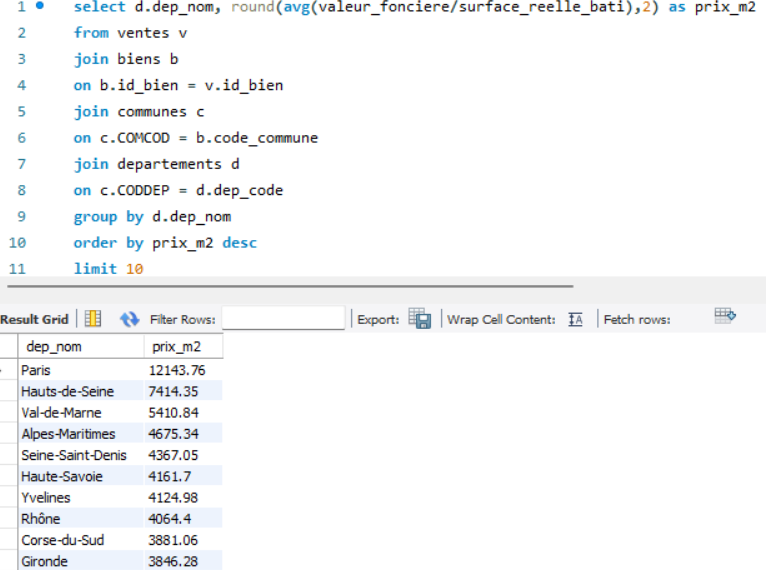 1 select d.dep_nom, round(avg(valeur_fonciere/surface_reelle_bati),2) as prix_m2
2 from ventes v
3 join biens b
4 on b.id_bien = v.id_bien
5 join communes c
6 on c.COMCOD = b.code_commune
7 join departements d
8 on c.CODDEP = d.dep_code
9 group by d.dep_nom
10 order by prix_m2 desc
11 limit 10
Result Grid Filter Rows: Export: Wrap Cell Content: Fetch rows:
dep_nom prix_m2
Paris 12143.76
Hauts-de-Seine 7414.35
Val-de-Marne 5410.84
Alpes-Maritimes 4675.34
Seine-Saint-Denis 4367.05
Haute-Savoie 4161.7
Yvelines 4124.98
Rhône 4064.4
Corse-du-Sud 3881.06
Gironde 3846.28